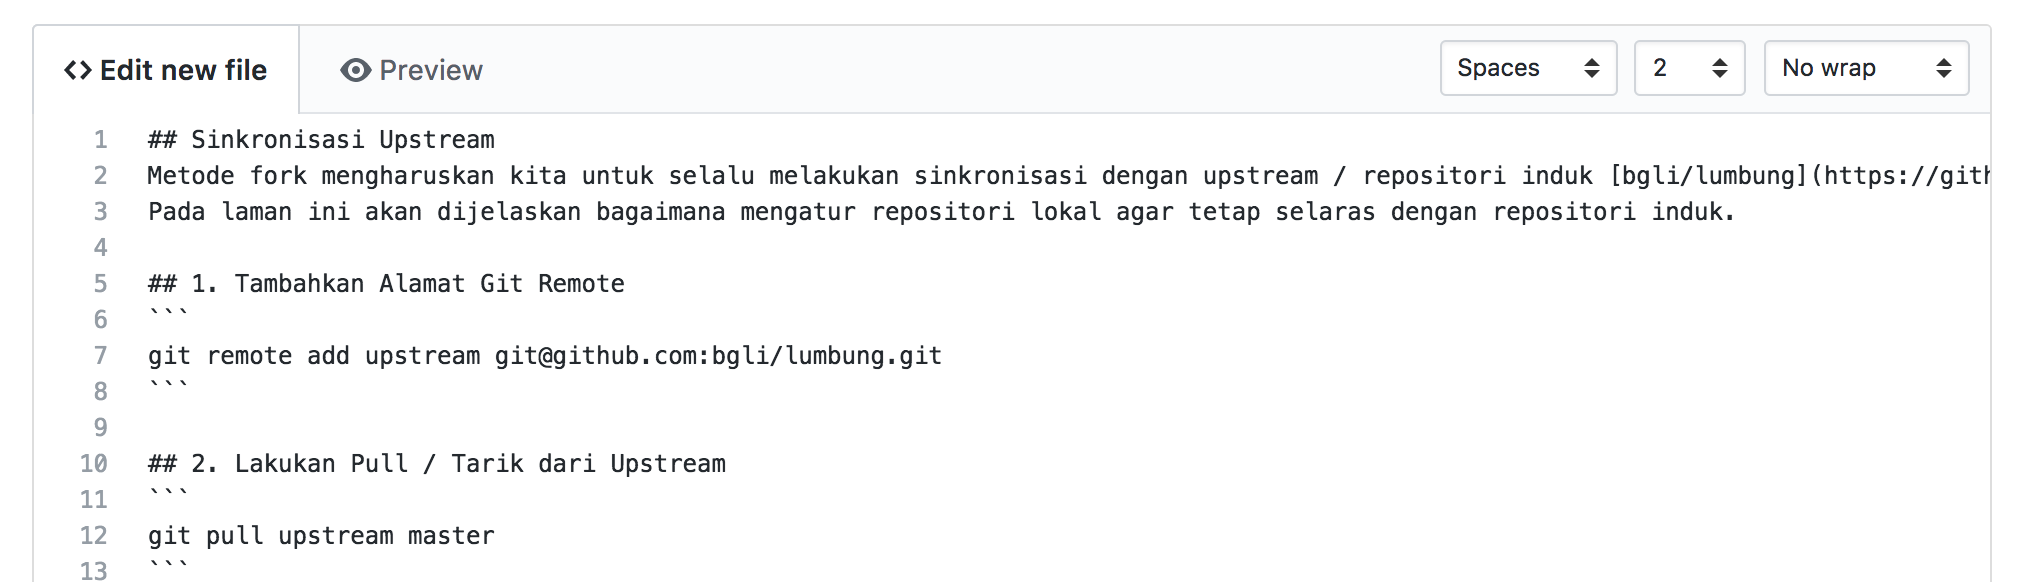 Edit new file
Preview
Spaces
2
No wrap
1 ## Sinkronisasi Upstream
2 Metode fork mengharuskan kita untuk selalu melakukan sinkronisasi dengan upstream / repositori induk [bgli/lumbung](https://gith
3 Pada laman ini akan dijelaskan bagaimana mengatur repositori lokal agar tetap selaras dengan repositori induk.
4
5 ## 1. Tambahkan Alamat Git Remote
6 ```
7 git remote add upstream git@github.com:bgli/lumbung.git
8 ```
9
10 ## 2. Lakukan Pull / Tarik dari Upstream
11 ```
12 git pull upstream master
13 ```